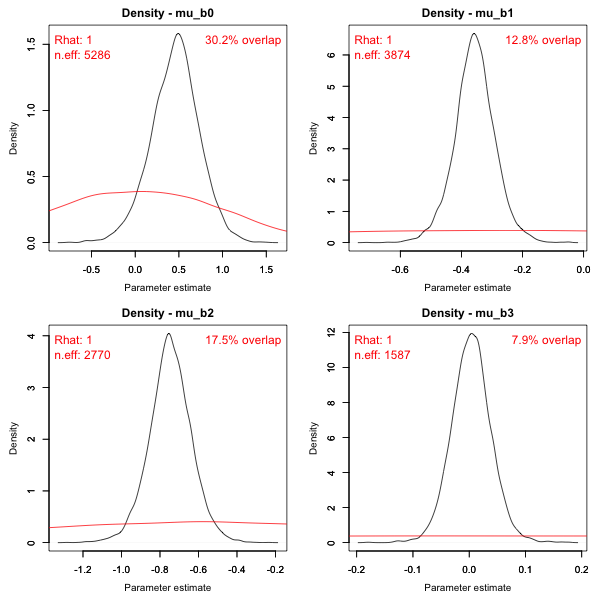 Density - mu_b0
Rhat: 1
30.2% overlap
n.eff: 5286
Density
0.0
0.5
1.0
1.5
-0.5
0.0
0.5
1.0
1.5
Parameter estimate
Density - mu_b1
Rhat: 1
12.8% overlap
n.eff: 3874
Density
0
1
2
3
4
5
6
-0.6
-0.4
-0.2
0.0
Parameter estimate
Density - mu_b2
Rhat: 1
17.5% overlap
n.eff: 2770
Density
0
1
2
3
4
-1.2
-1.0
-0.8
-0.6
-0.4
-0.2
Parameter estimate
Density - mu_b3
Rhat: 1
7.9% overlap
n.eff: 1587
Density
0
2
4
6
8
10
12
-0.2
-0.1
0.0
0.1
0.2
Parameter estimate